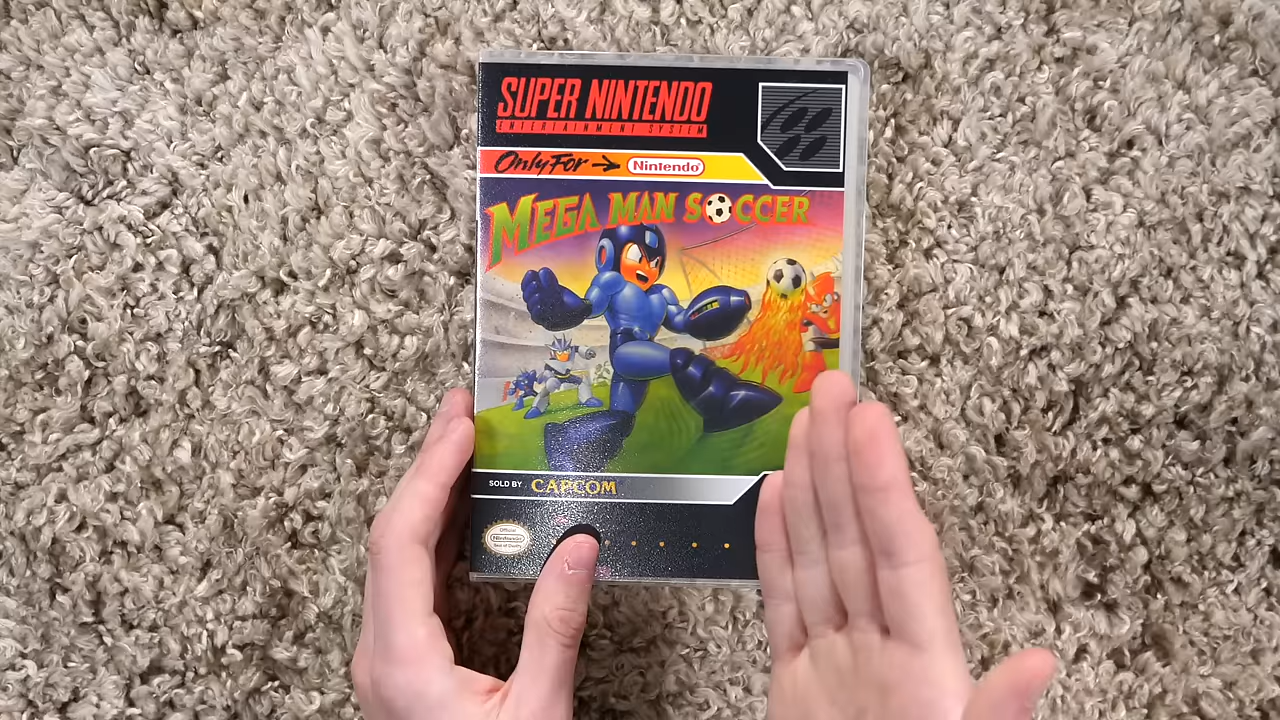 SUPER NINTENDO
ENTERTAINMENT SYSTEM
Only For → Nintendo
MEGA MAN SOCCER
SOLD BY CAPCOM
Official
Nintendo
Seal of Quality